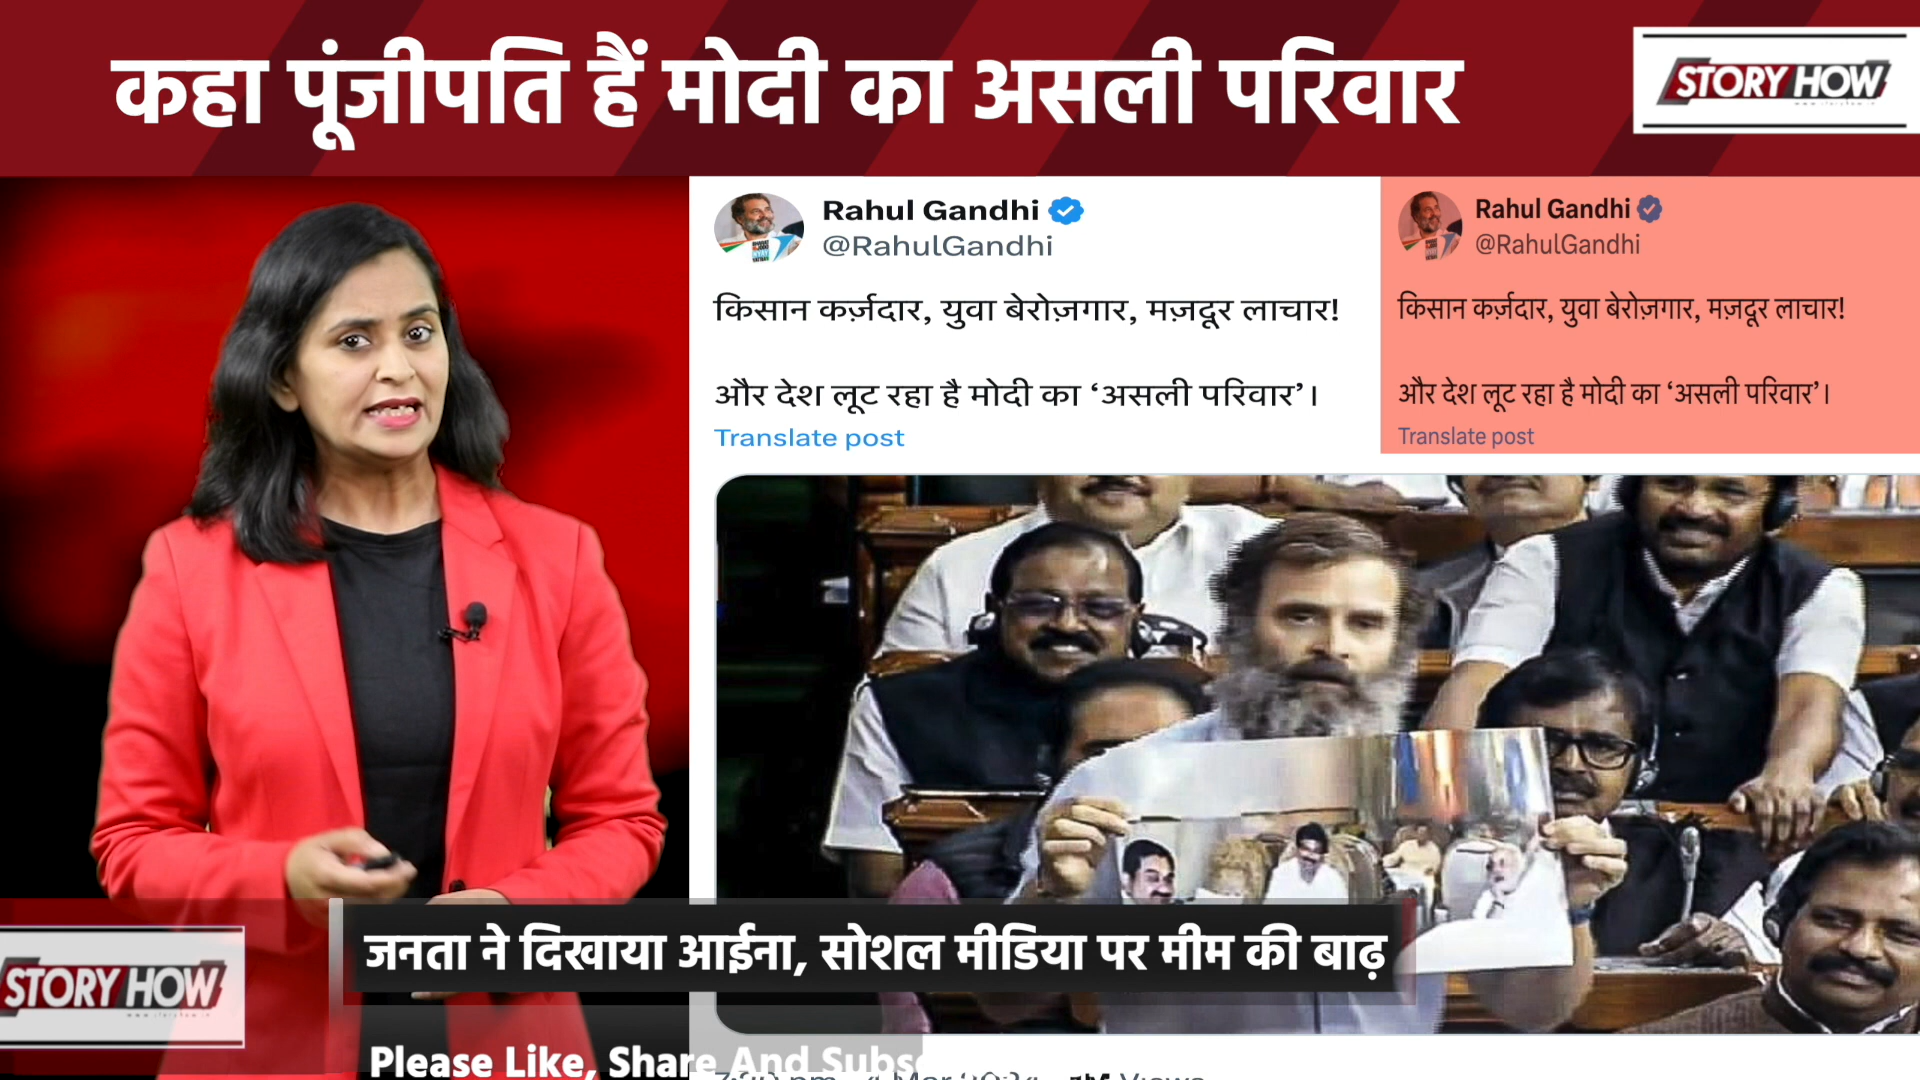 कहा पूंजीपति हैं मोदी का असली परिवार
STORY HOW
Rahul Gandhi
@RahulGandhi
किसान कर्ज़दार, युवा बेरोज़गार, मज़दूर लाचार!
और देश लूट रहा है मोदी का ‘असली परिवार’।
Translate post
Rahul Gandhi
@RahulGandhi
किसान कर्ज़दार, युवा बेरोज़गार, मज़दूर लाचार!
और देश लूट रहा है मोदी का ‘असली परिवार’।
Translate post
जनता ने दिखाया आईना, सोशल मीडिया पर मीम की बाढ़
STORY HOW
Please Like, Share And
Views